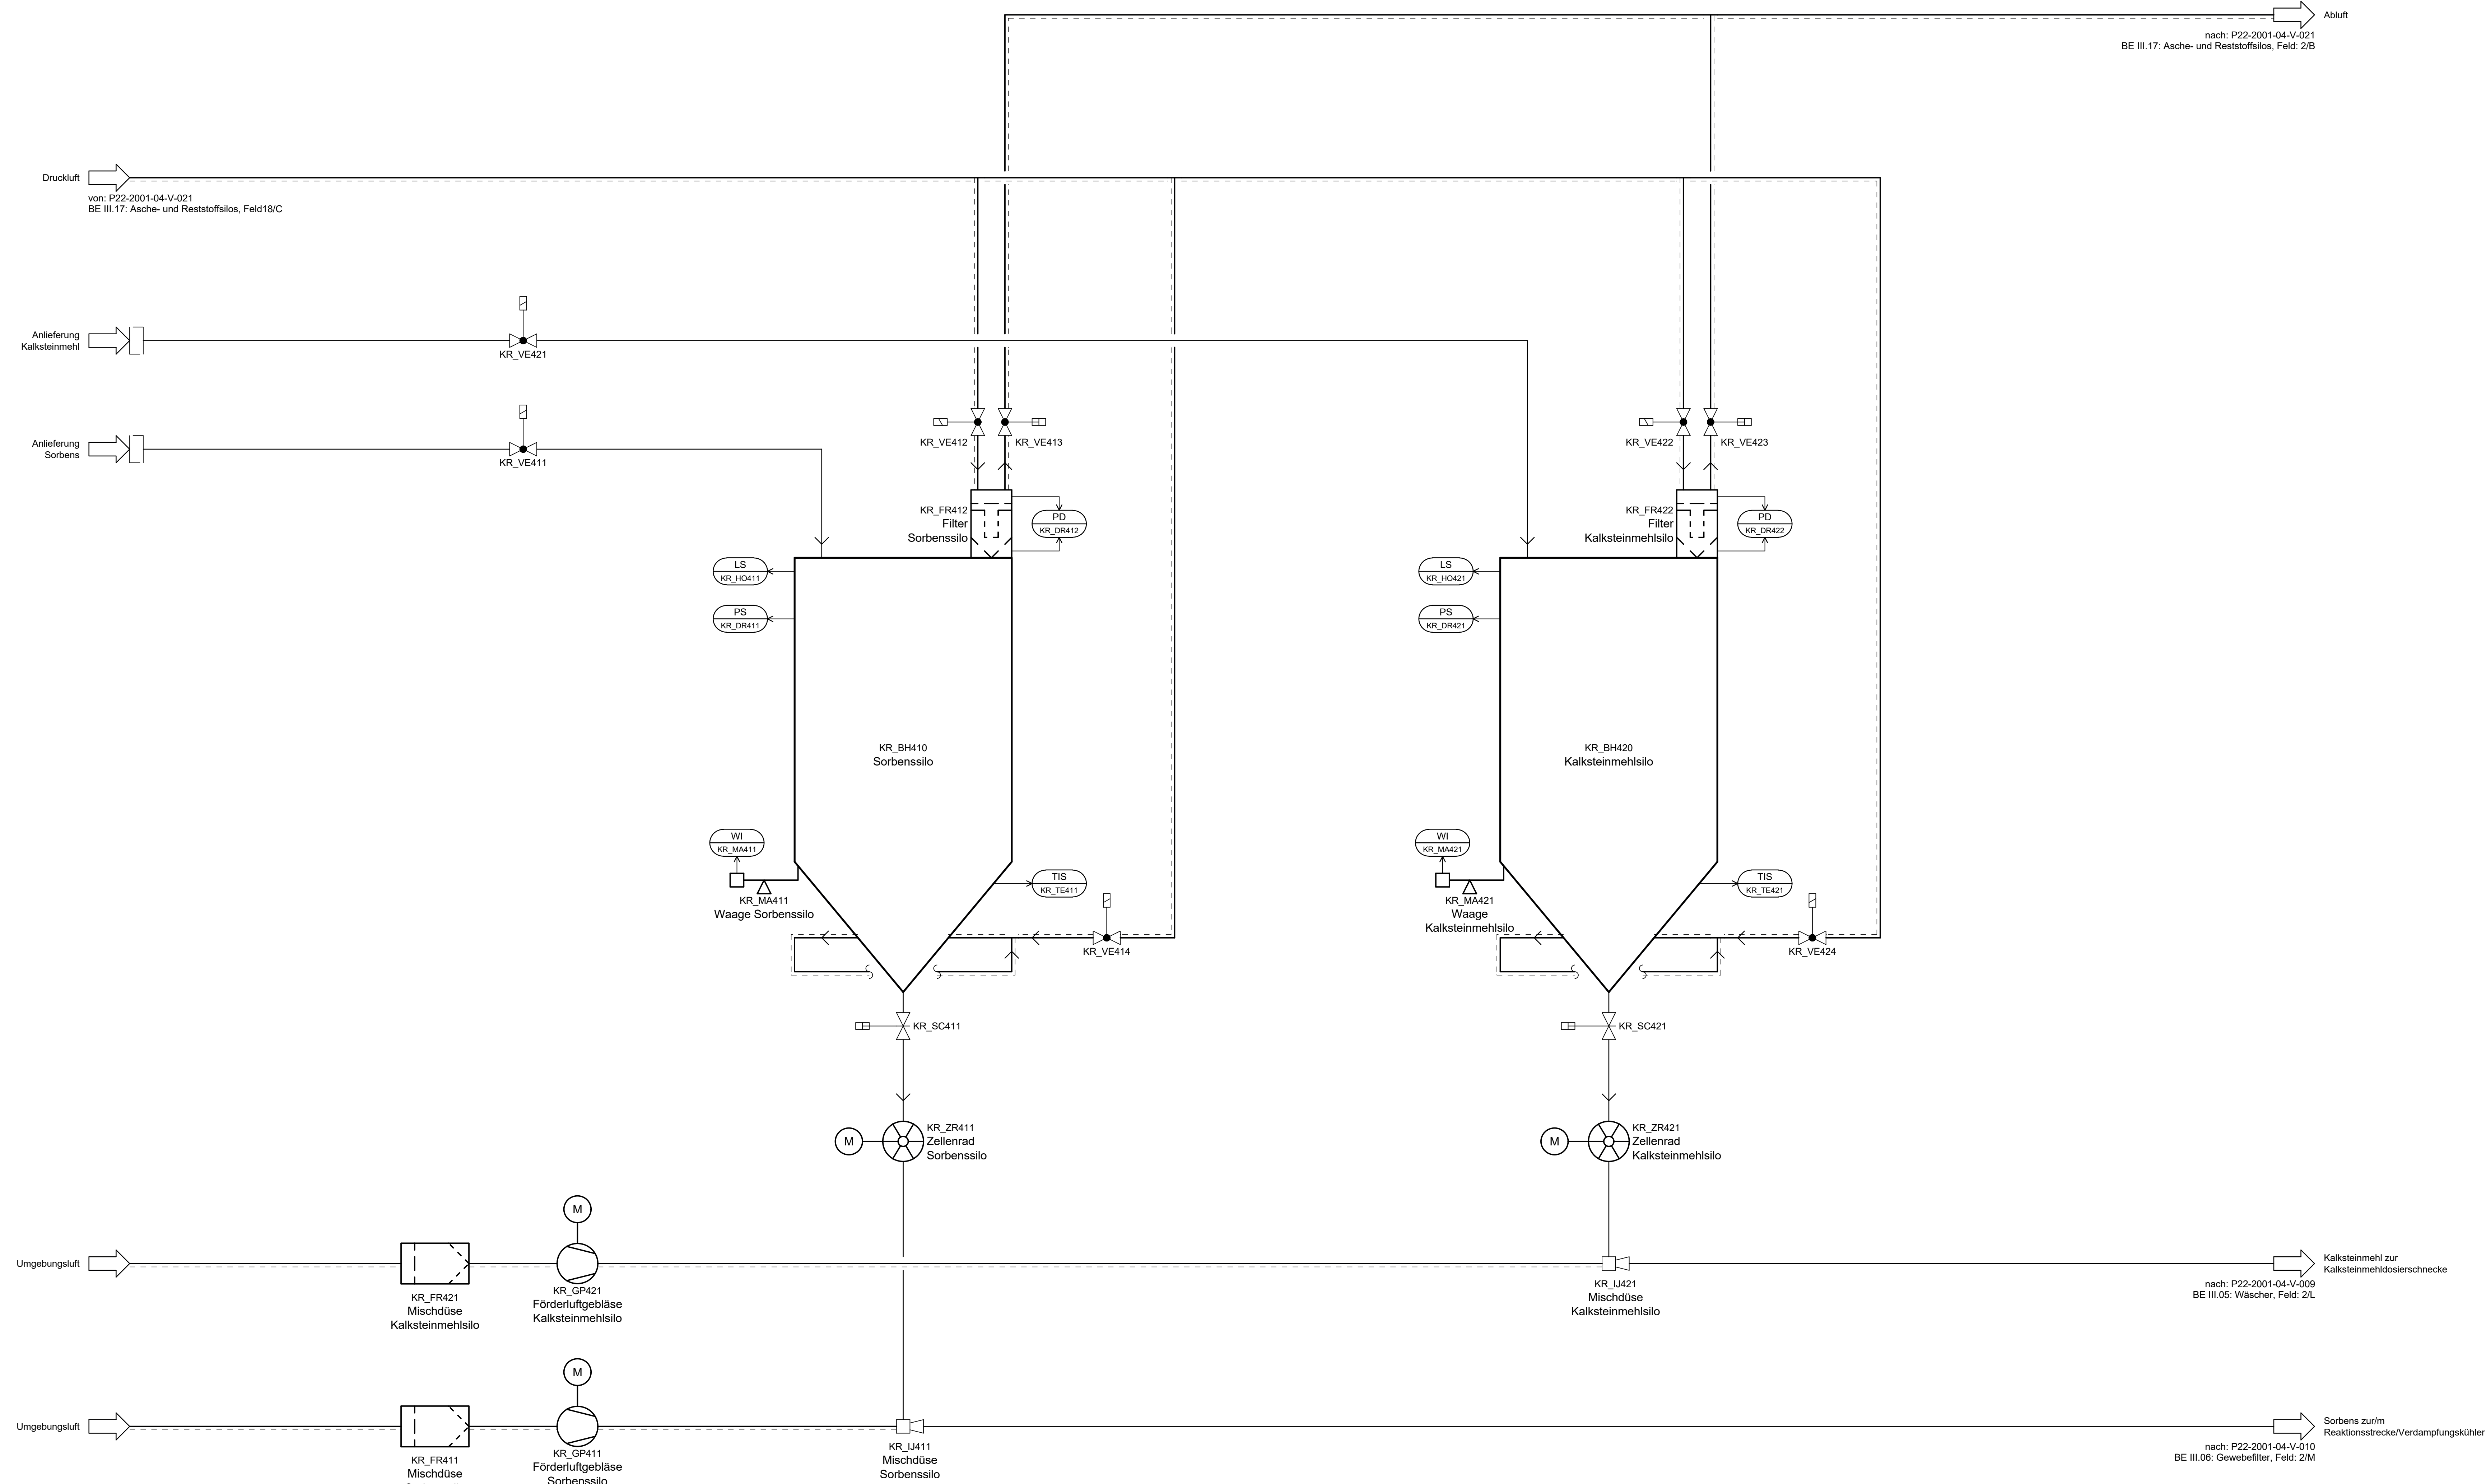 Abluft
nach: P22-2001-04-V-021
BE III.17: Asche- und Reststoffsilos, Feld: 2/B
Druckluft
von: P22-2001-04-V-021
BE III.17: Asche- und Reststoffsilos, Feld18/C
Anlieferung
Kalksteinmehl
KR_VE421
Anlieferung
Sorbens
KR_VE411
KR_VE412
KR_VE413
KR_VE422
KR_VE423
KR_FR412
Filter
Sorbenssilo
PD
KR_DR412
KR_FR422
Filter
Kalksteinmehlsilo
PD
KR_DR422
LS
KR_HO411
PS
KR_DR411
LS
KR_HO421
PS
KR_DR421
KR_BH410
Sorbenssilo
KR_BH420
Kalksteinmehlsilo
WI
KR_MA411
KR_MA411
Waage Sorbenssilo
TIS
KR_TE411
KR_VE414
WI
KR_MA421
KR_MA421
Waage
Kalksteinmehlsilo
TIS
KR_TE421
KR_VE424
KR_SC411
KR_SC421
M
KR_ZR411
Zellenrad
Sorbenssilo
M
KR_ZR421
Zellenrad
Kalksteinmehlsilo
Umgebungsluft
KR_FR421
Mischdüse
Kalksteinmehlsilo
M
KR_GP421
Förderluftgebläse
Kalksteinmehlsilo
KR_IJ421
Mischdüse
Kalksteinmehlsilo
Kalksteinmehl zur
Kalksteinmehldosierschnecke
nach: P22-2001-04-V-009
BE III.05: Wäscher, Feld: 2/L
Umgebungsluft
KR_FR411
Mischdüse
M
KR_GP411
Förderluftgebläse
Sorbenssilo
KR_IJ411
Mischdüse
Sorbenssilo
Sorbens zur/m
Reaktionsstrecke/Verdampfungskühler
nach: P22-2001-04-V-010
BE III.06: Gewebefilter, Feld: 2/M